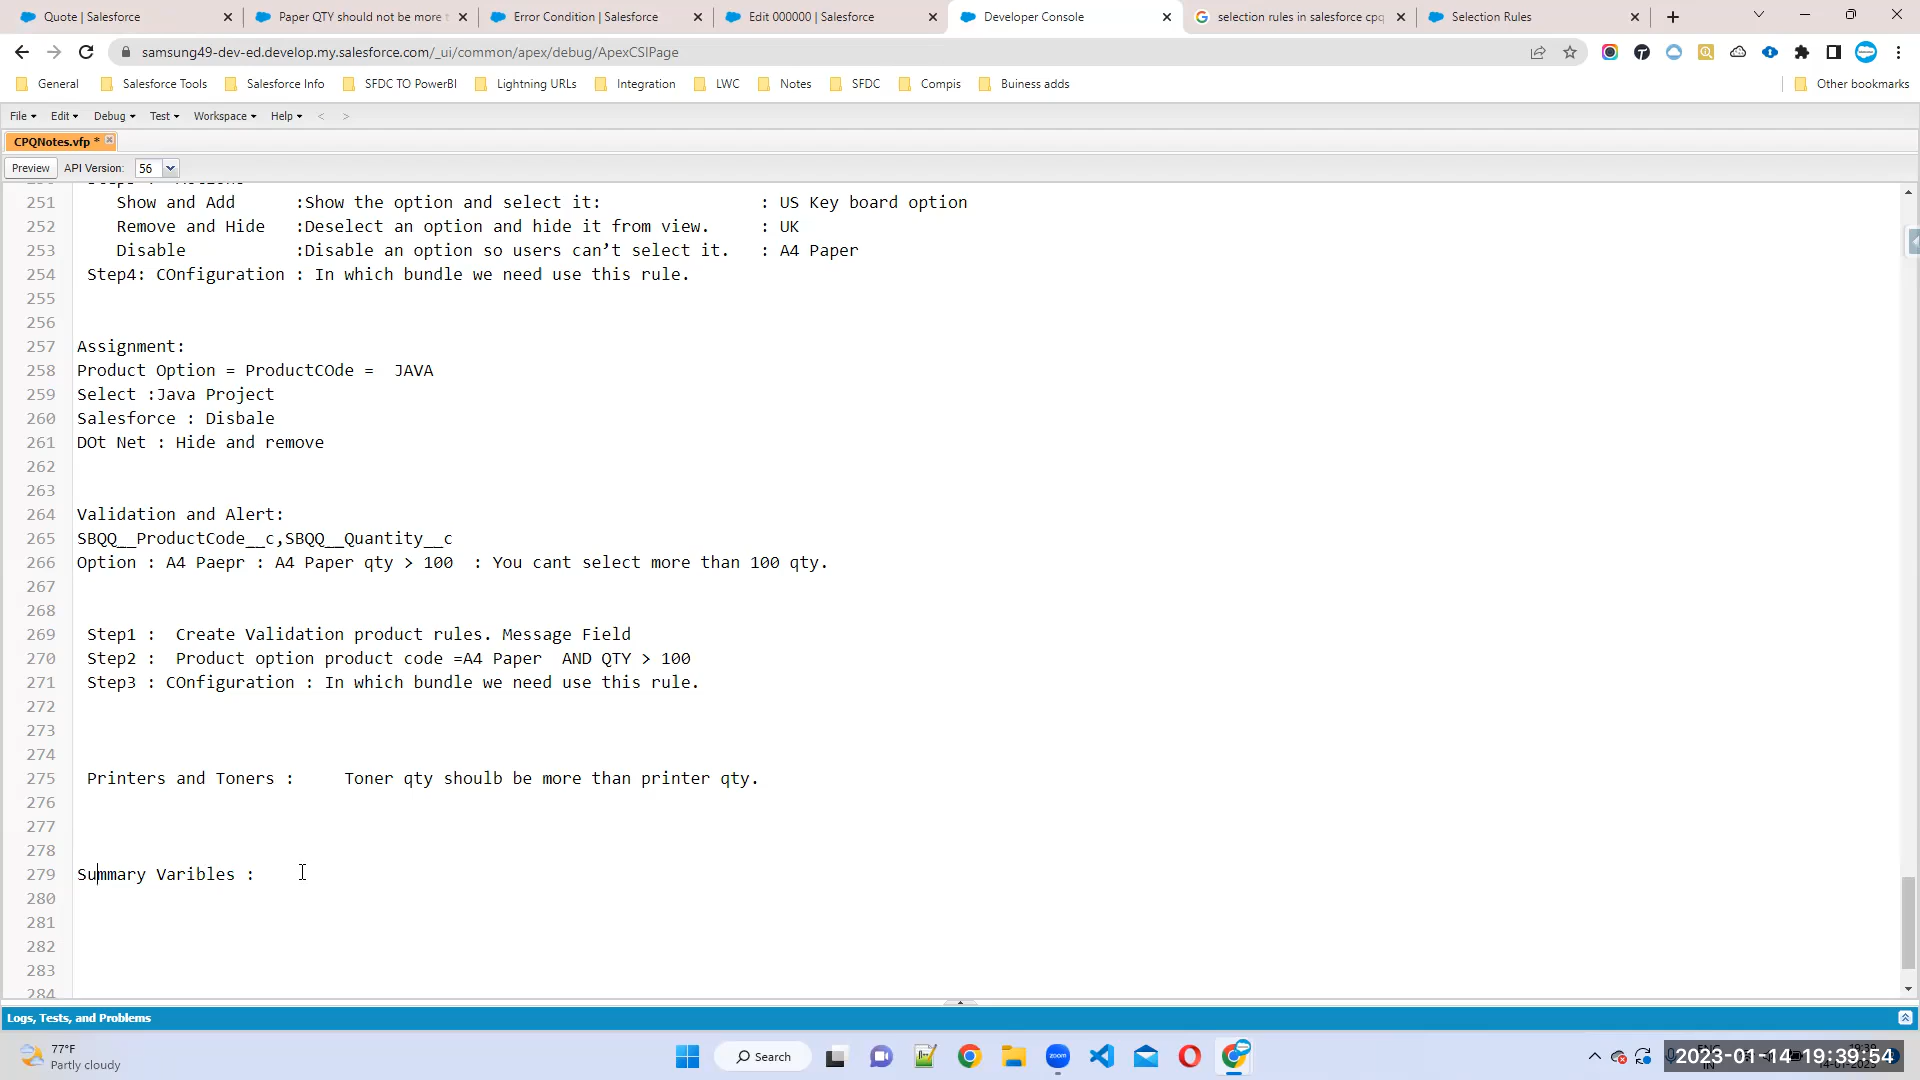 Quote | Salesforce
Paper QTY should not be more
Error Condition | Salesforce
Edit 000000 | Salesforce
Developer Console
selection rules in salesforce cpq
Selection Rules
samsung49-dev-ed.develop.my.salesforce.com/_ui/common/apex/debug/ApexCSIPage
General
Salesforce Tools
Salesforce Info
SFDC TO PowerBI
Lightning URLs
Integration
LWC
Notes
SFDC
Compis
Buiness adds
Other bookmarks
File
Edit
Debug
Test
Workspace
Help
<
>
CPQNotes.vfp *
Preview
API Version:
56
251 Show and Add :Show the option and select it: : US Key board option
252 Remove and Hide :Deselect an option and hide it from view. : UK
253 Disable :Disable an option so users can’t select it. : A4 Paper
254 Step4: COnfiguration : In which bundle we need use this rule.
255
256
257 Assignment:
258 Product Option = ProductCOde = JAVA
259 Select :Java Project
260 Salesforce : Disbale
261 DOt Net : Hide and remove
262
263
264 Validation and Alert:
265 SBQQ__ProductCode__c,SBQQ__Quantity__c
266 Option : A4 Paepr : A4 Paper qty > 100 : You cant select more than 100 qty.
267
268
269 Step1 : Create Validation product rules. Message Field
270 Step2 : Product option product code =A4 Paper AND QTY > 100
271 Step3 : COnfiguration : In which bundle we need use this rule.
272
273
274
275 Printers and Toners : Toner qty shoulb be more than printer qty.
276
277
278
279 Summary Varibles :
280
281
282
283
284
Logs, Tests, and Problems
77°F
Partly cloudy
Search
zoom
2023-01-14-19:39:54